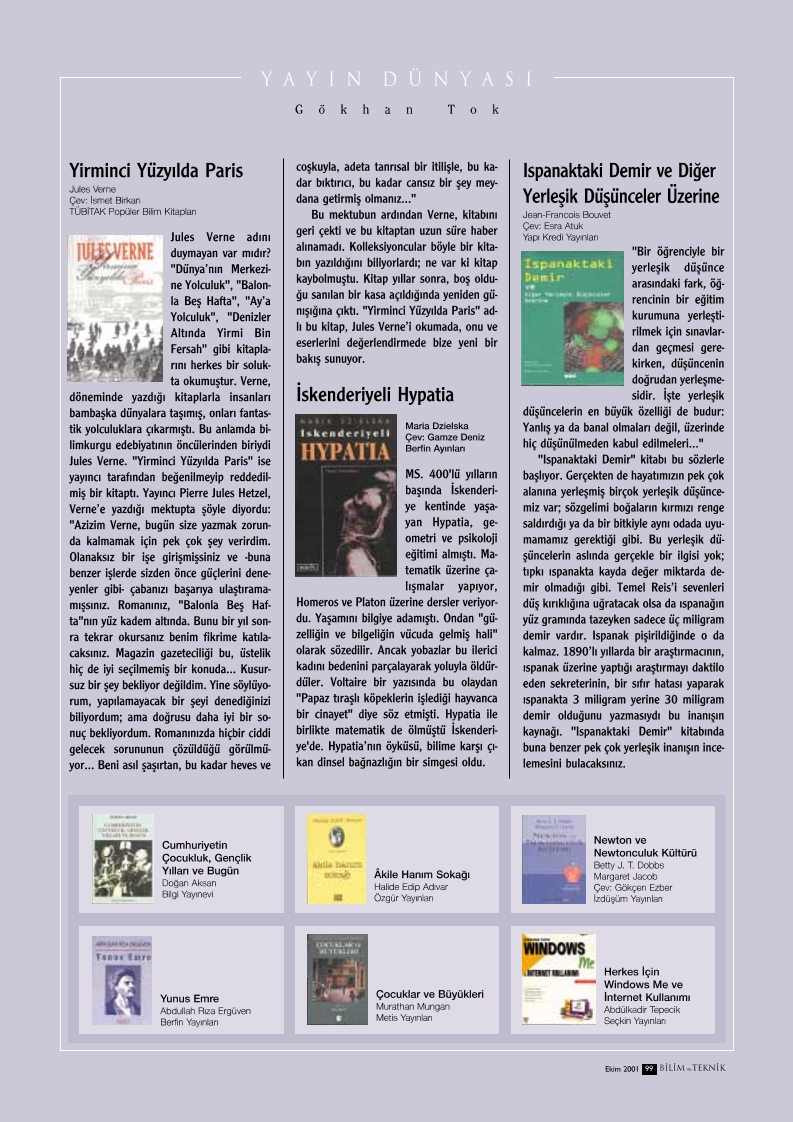 YAYIN DÜNYASI
Gökhan Tok
Yirminci Yüzyılda Paris
Jules Verne
Çev: İsmet Birkan
TÜBİTAK Popüler Bilim Kitapları
JULES VERNE
Yirminci
Yüzyılda Paris
Jules Verne adını
duymayan var mıdır?
"Dünya’nın Merkezi-
ne Yolculuk", "Balon-
la Beş Hafta", "Ay’a
Yolculuk", "Denizler
Altında Yirmi Bin
Fersah" gibi kitapla-
rını herkes bir soluk-
ta okumuştur. Verne,
döneminde yazdığı kitaplarla insanları
bambaşka dünyalara taşımış, onları fantas-
tik yolculuklara çıkarmıştı. Bu anlamda bi-
limkurgu edebiyatının öncülerinden biriydi
Jules Verne. "Yirminci Yüzyılda Paris" ise
yayıncı tarafından beğenilmeyip reddedil-
miş bir kitaptı. Yayıncı Pierre Jules Hetzel,
Verne’e yazdığı mektupta şöyle diyordu:
"Azizim Verne, bugün size yazmak zorun-
da kalmamak için pek çok şey verirdim.
Olanaksız bir işe girişmişsiniz ve -buna
benzer işlerde sizden önce güçlerini dene-
yenler gibi- çabanızı başarıya ulaştırama-
mışsınız. Romanınız, "Balonla Beş Haf-
ta"nın yüz kadem altında. Bunu bir yıl son-
ra tekrar okursanız benim fikrime katıla-
caksınız. Magazin gazeteciliği bu, üstelik
hiç de iyi seçilmemiş bir konuda... Kusur-
suz bir şey bekliyor değildim. Yine söylüyo-
rum, yapılamayacak bir şeyi denediğinizi
biliyordum; ama doğrusu daha iyi bir so-
nuç bekliyordum. Romanınızda hiçbir ciddi
gelecek sorununun çözüldüğü görülmü-
yor... Beni asıl şaşırtan, bu kadar heves ve
coşkuyla, adeta tanrısal bir itilişle, bu ka-
dar bıktırıcı, bu kadar cansız bir şey mey-
dana getirmiş olmanız..."
Bu mektubun ardından Verne, kitabını
geri çekti ve bu kitaptan uzun süre haber
alınamadı. Kolleksiyoncular böyle bir kita-
bın yazıldığını biliyorlardı; ne var ki kitap
kaybolmuştu. Kitap yıllar sonra, boş oldu-
ğu sanılan bir kasa açıldığında yeniden gü-
nışığına çıktı. "Yirminci Yüzyılda Paris" ad-
lı bu kitap, Jules Verne’i okumada, onu ve
eserlerini değerlendirmede bize yeni bir
bakış sunuyor.
İskenderiyeli Hypatia
MARIA DZIELSKA
İskenderiyeli
HYPATIA
Maria Dzielska
Çev: Gamze Deniz
Berfin Ayınları
MS. 400'lü yılların
başında İskenderi-
ye kentinde yaşa-
yan Hypatia, ge-
ometri ve psikoloji
eğitimi almıştı. Ma-
tematik üzerine ça-
lışmalar yapıyor,
Homeros ve Platon üzerine dersler veriyor-
du. Yaşamını bilgiye adamıştı. Ondan "gü-
zelliğin ve bilgeliğin vücuda gelmiş hali"
olarak sözedilir. Ancak yobazlar bu ilerici
kadını bedenini parçalayarak yoluyla öldür-
düler. Voltaire bir yazısında bu olaydan
"Papaz tıraşlı köpeklerin işlediği hayvanca
bir cinayet" diye söz etmişti. Hypatia ile
birlikte matematik de ölmüştü İskenderi-
ye'de. Hypatia’nın öyküsü, bilime karşı çı-
kan dinsel bağnazlığın bir simgesi oldu.
Ispanaktaki Demir ve Diğer
Yerleşik Düşünceler Üzerine
Jean-Francois Bouvet
Çev: Esra Atuk
Yapı Kredi Yayınları
Ispanaktaki
Demir
ve
Diğer Yerleşik Düşünceler
Üzerine
"Bir öğrenciyle bir
yerleşik düşünce
arasındaki fark, öğ-
rencinin bir eğitim
kurumuna yerleşti-
rilmek için sınavlar-
dan geçmesi gere-
kirken, düşüncenin
doğrudan yerleşme-
sidir. İşte yerleşik
düşüncelerin en büyük özelliği de budur:
Yanlış ya da banal olmaları değil, üzerinde
hiç düşünülmeden kabul edilmeleri..."
"Ispanaktaki Demir" kitabı bu sözlerle
başlıyor. Gerçekten de hayatımızın pek çok
alanına yerleşmiş birçok yerleşik düşünce-
miz var; sözgelimi boğaların kırmızı renge
saldırdığı ya da bir bitkiyle aynı odada uyu-
mamamız gerektiği gibi. Bu yerleşik dü-
şüncelerin aslında gerçekle bir ilgisi yok;
tıpkı ıspanakta kayda değer miktarda de-
mir olmadığı gibi. Temel Reis’i sevenleri
düş kırıklığına uğratacak olsa da ıspanağın
yüz gramında tazeyken sadece üç miligram
demir vardır. Ispanak pişirildiğinde o da
kalmaz. 1890’lı yıllarda bir araştırmacının,
ıspanak üzerine yaptığı araştırmayı daktilo
eden sekreterinin, bir sıfır hatası yaparak
ıspanakta 3 miligram yerine 30 miligram
demir olduğunu yazmasıydı bu inanışın
kaynağı. "Ispanaktaki Demir" kitabında
buna benzer pek çok yerleşik inanışın ince-
lemesini bulacaksınız.
Cumhuriyetin
Çocukluk, Gençlik
Yılları ve Bugün
Doğan Aksan
Bilgi Yayınevi
Âkile Hanım
Sokağı
Âkile Hanım Sokağı
Halide Edip Adıvar
Özgür Yayınları
Newton ve
Newtonculuk Kültürü
Betty J. T. Dobbs
Margaret Jacob
Çev: Gökçen Ezber
İzdüşüm Yayınları
Yunus Emre
Yunus Emre
Abdullah Rıza Ergüven
Berfin Yayınları
ÇOCUKLAR VE
BÜYÜKLERİ
Çocuklar ve Büyükleri
Murathan Mungan
Metis Yayınları
WINDOWS
Me
İNTERNET KULLANIMI
Herkes İçin
Windows Me ve
İnternet Kullanımı
Abdülkadir Tepecik
Seçkin Yayınları
Ekim 2001 99 BİLİM ve TEKNİK